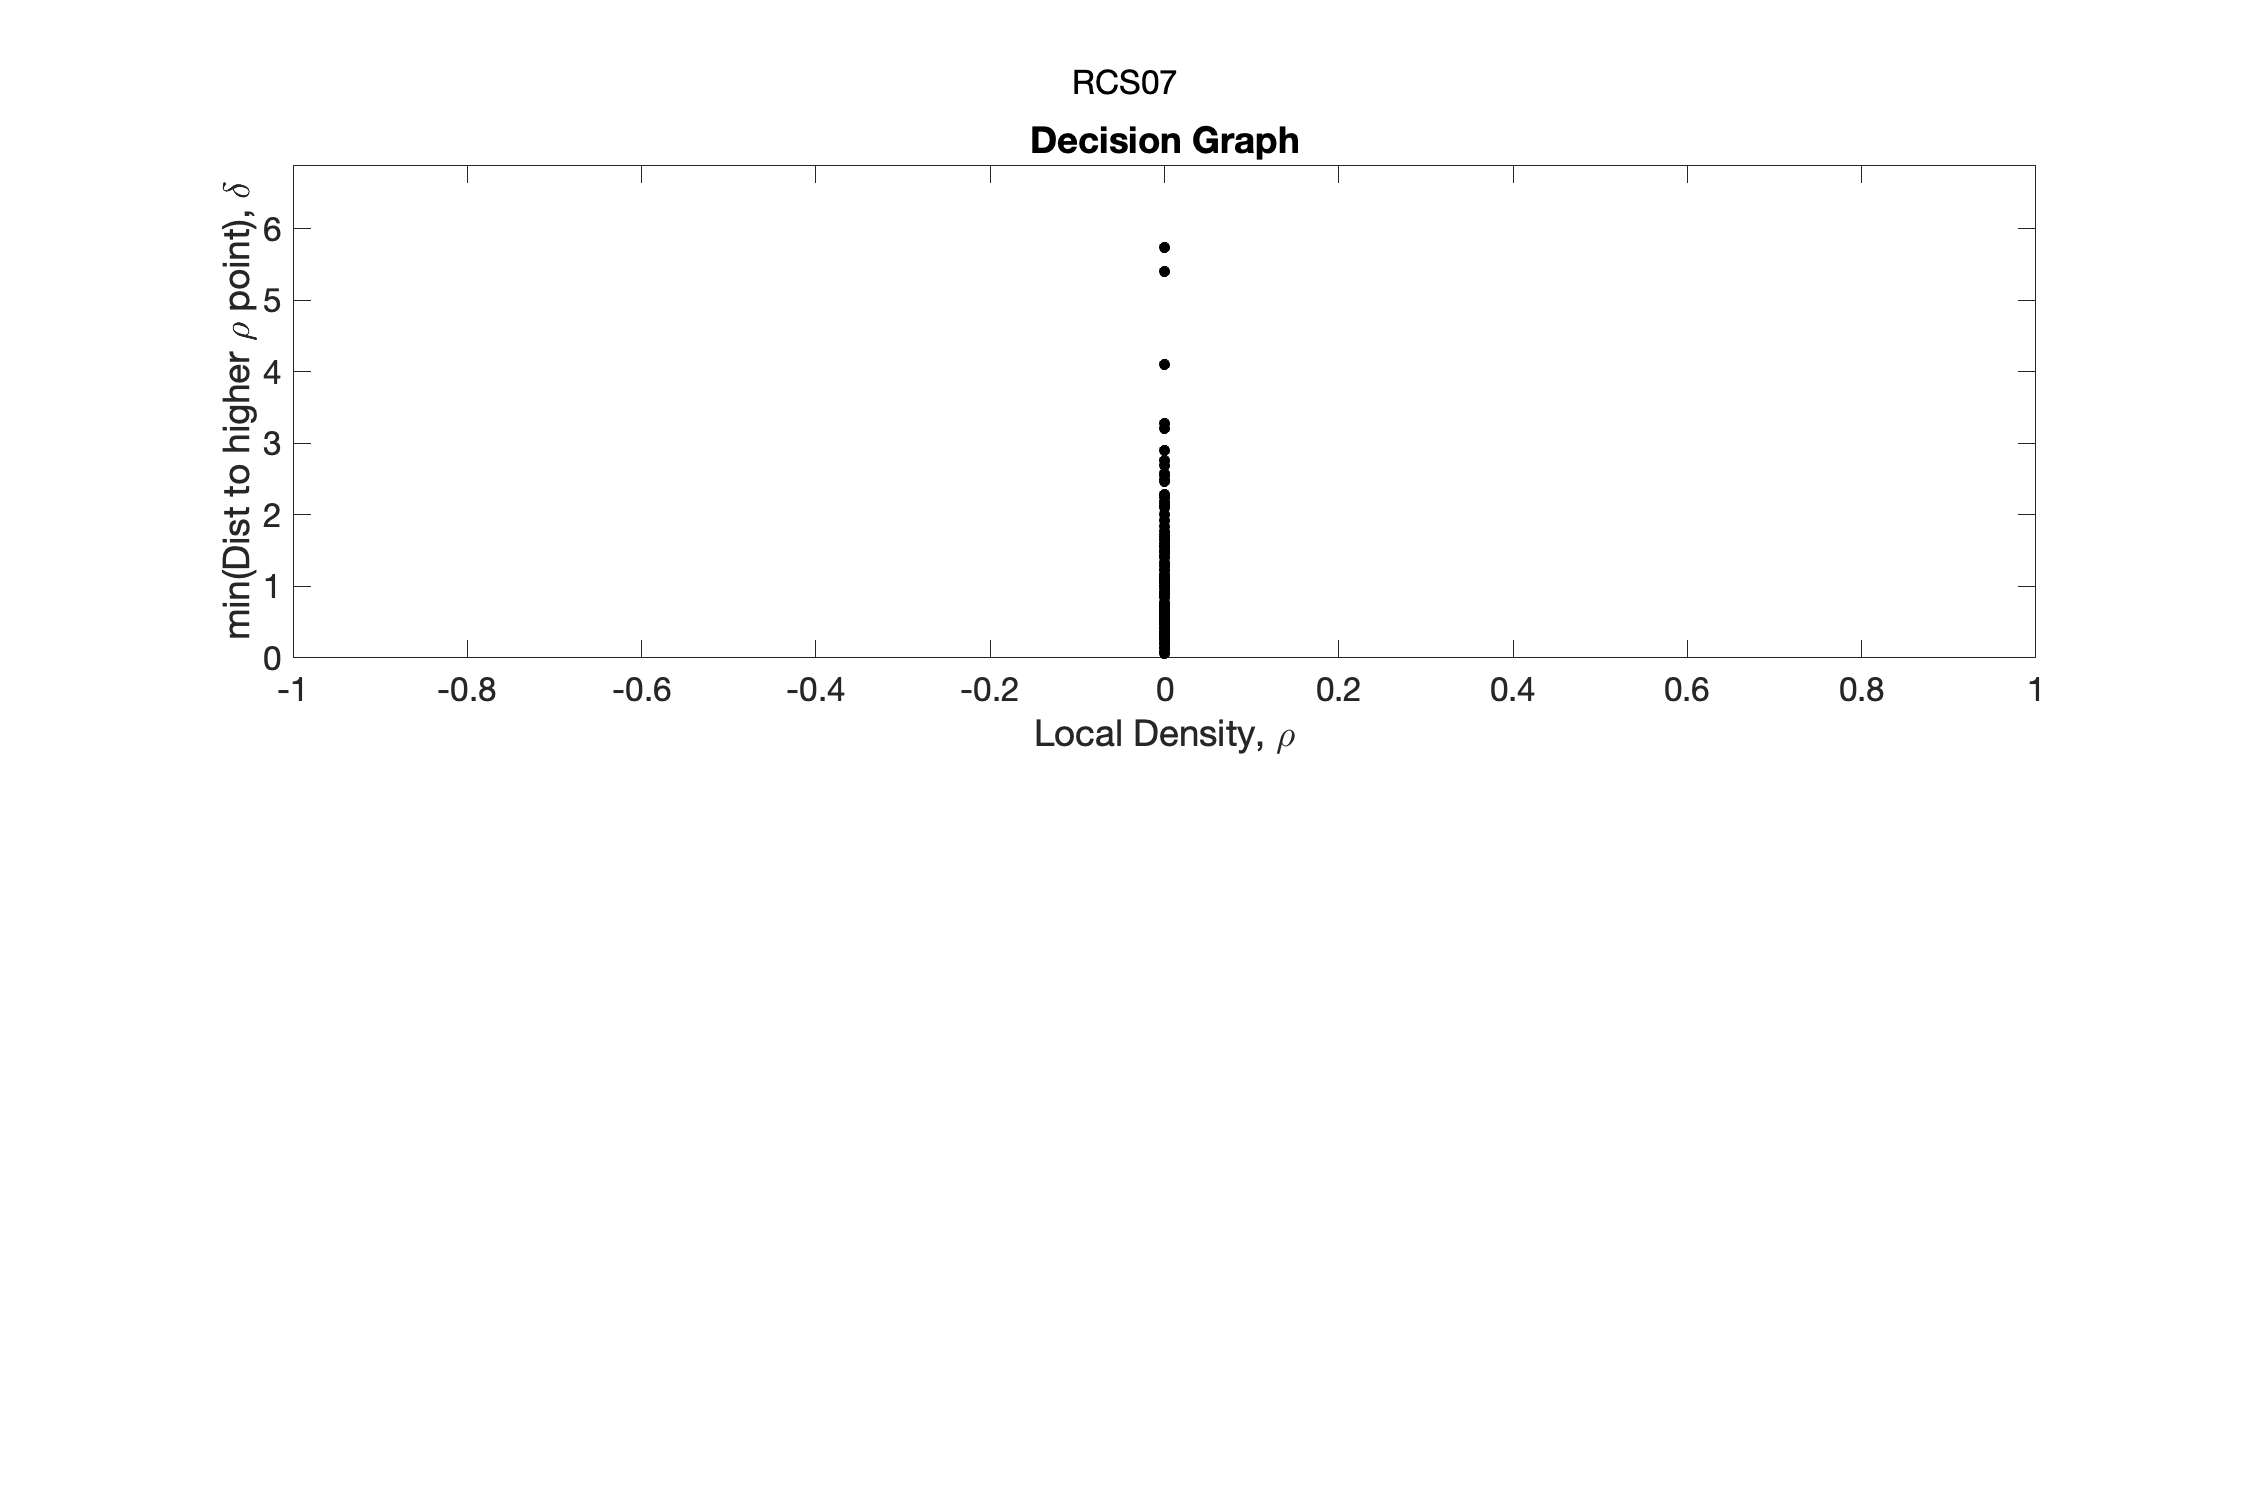 RCS07
Decision Graph
min(Dist to higher ρ point), δ
6
5
4
3
2
1
0
-1 -0.8 -0.6 -0.4 -0.2 0 0.2 0.4 0.6 0.8 1
Local Density, ρ